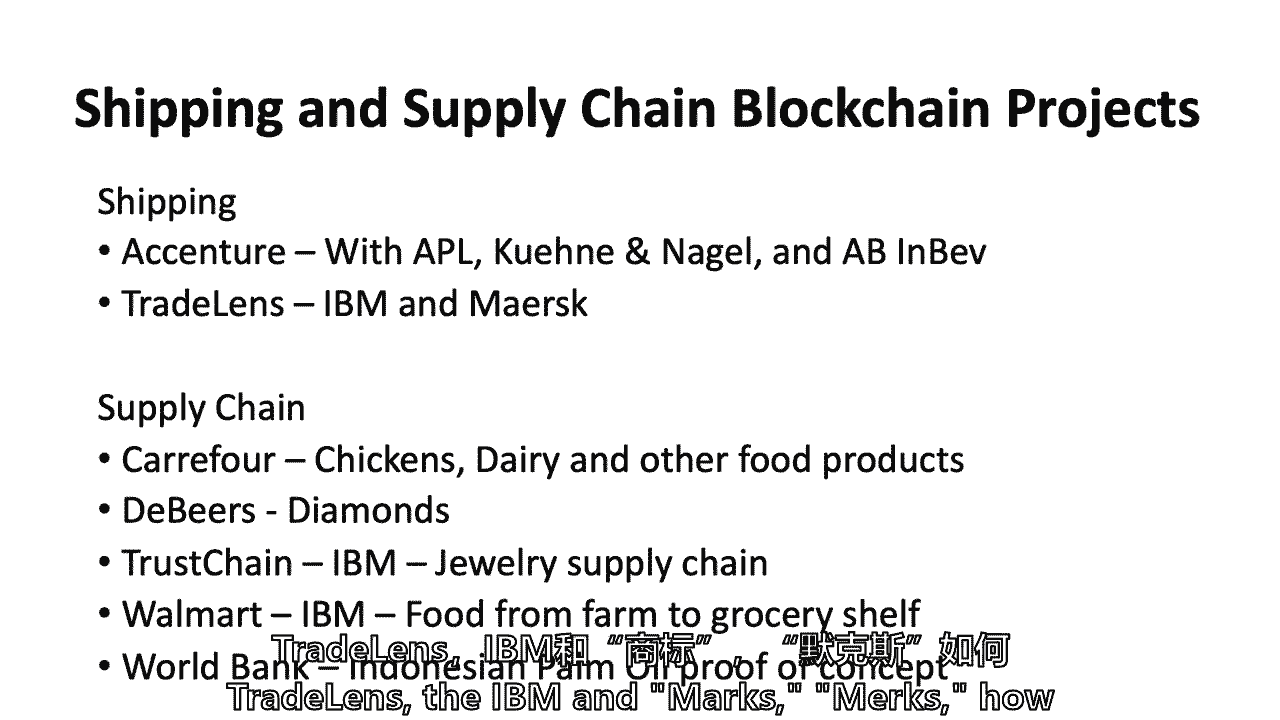 Shipping and Supply Chain Blockchain Projects
Shipping
• Accenture – With APL, Kuehne & Nagel, and AB InBev
• TradeLens – IBM and Maersk
Supply Chain
• Carrefour – Chickens, Dairy and other food products
• DeBeers - Diamonds
• TrustChain – IBM – Jewelry supply chain
• Walmart – IBM – Food from farm to grocery shelf
• World Bank – Indonesian Palm Oil proof of concept
TradeLens，IBM和“商标”，“默克斯”如何
TradeLens, the IBM and "Marks," "Merks," how